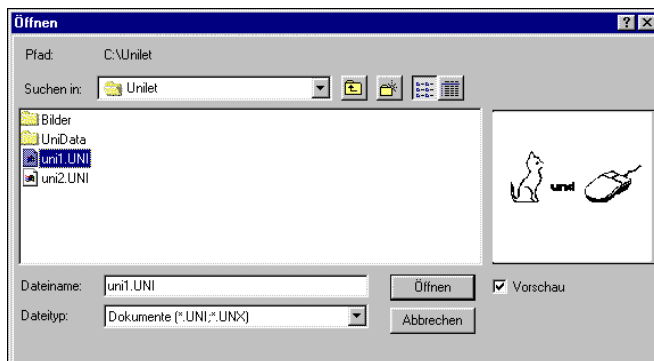 Öffnen
Pfad: C:\Unilet
Suchen in: Unilet
Bilder
UniData
uni1.UNI
uni2.UNI
und
Dateiname: uni1.UNI Öffnen Vorschau
Dateityp: Dokumente (*.UNI;*.UNX) Abbrechen